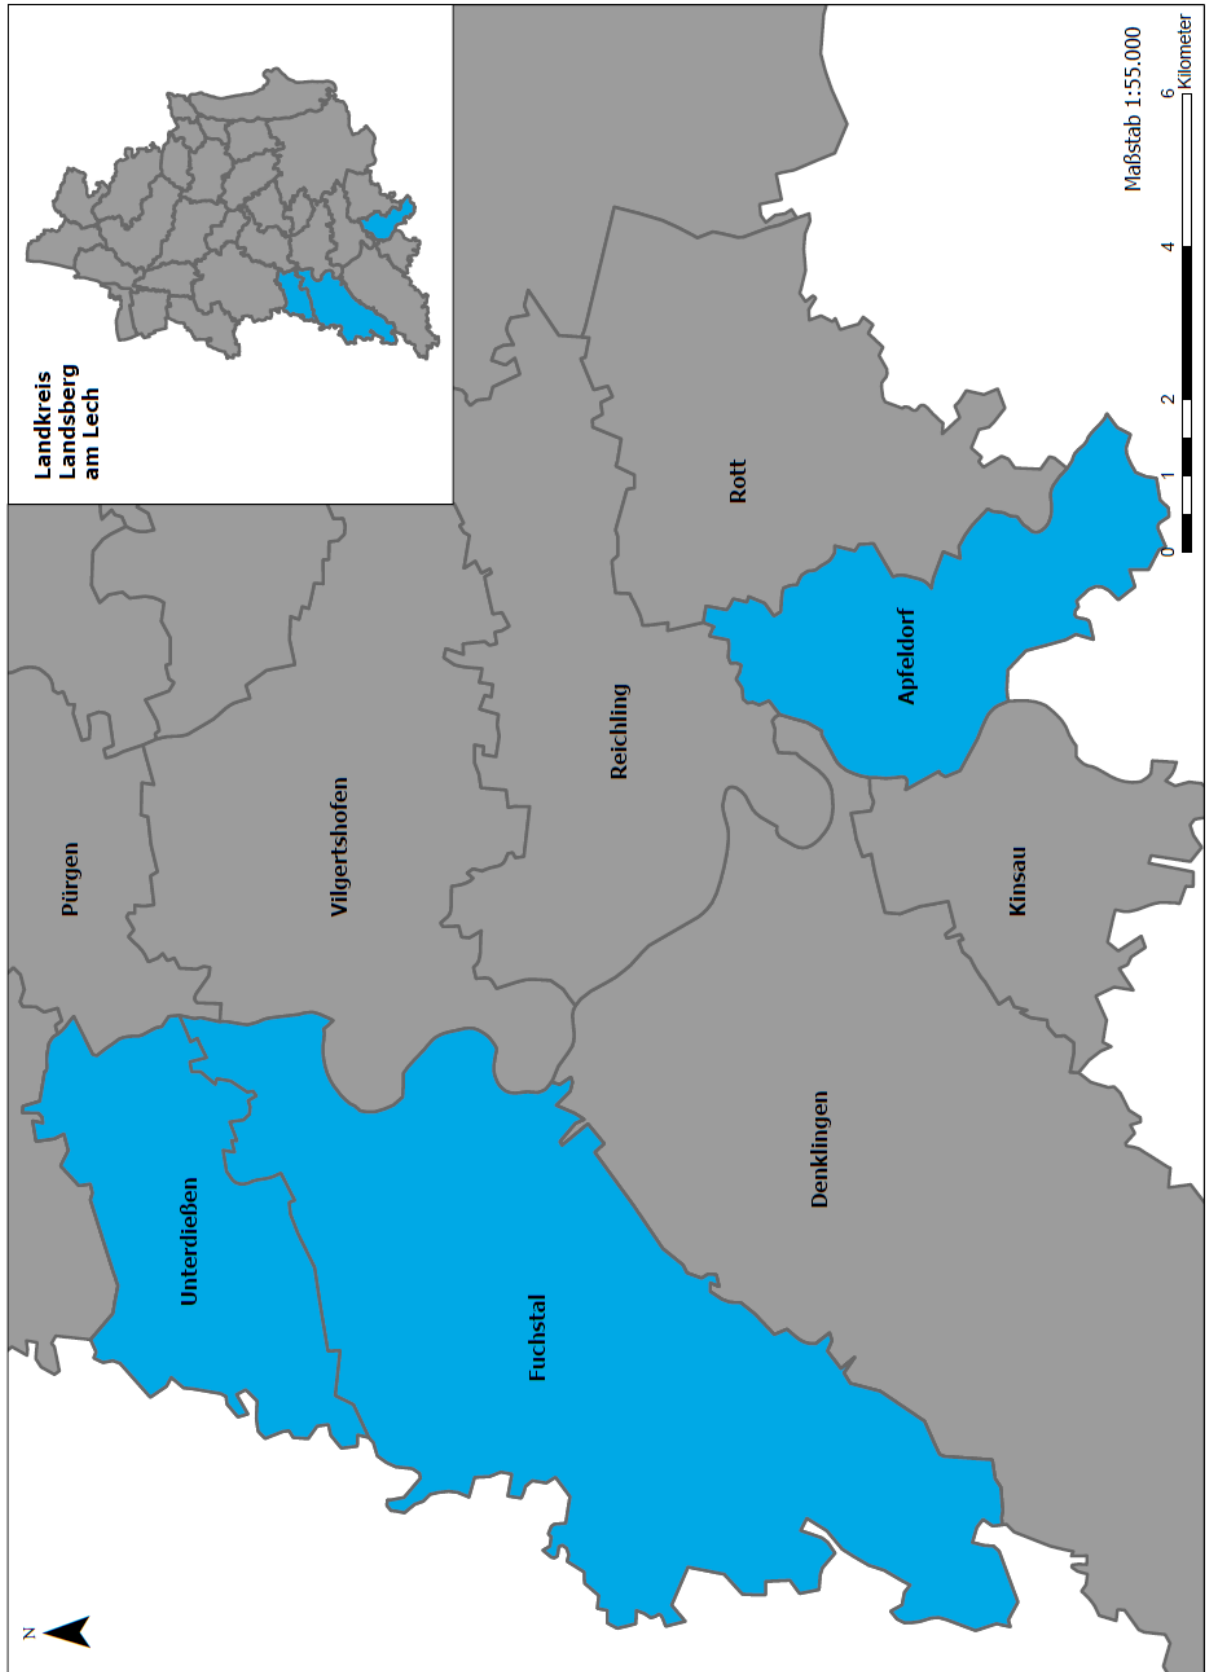 N
Landkreis
Landsberg
am Lech
Pürgen
Unterdießen
Vilgertshofen
Fuchstal
Reichling
Rott
Denklingen
Apfeldorf
Kinsau
Maßstab 1:55.000
0 1 2 4 6
Kilometer